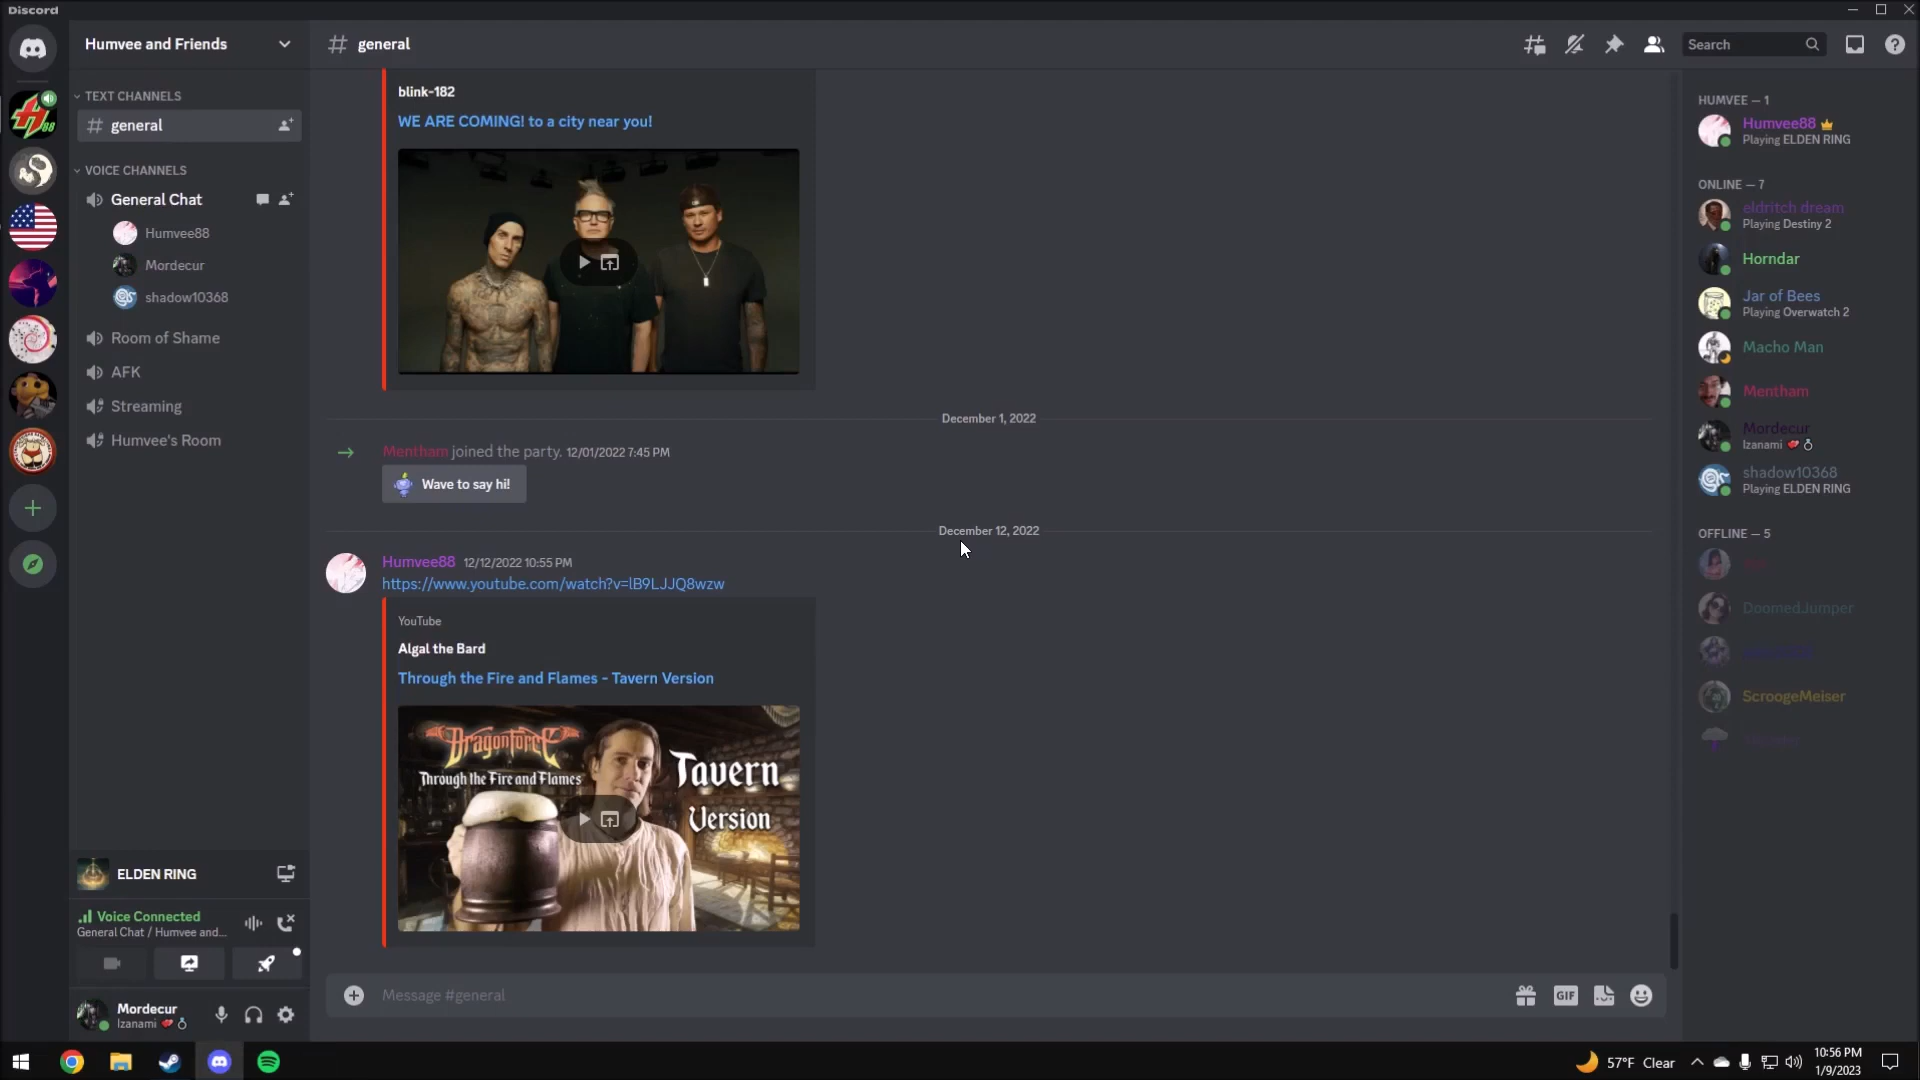 Discord
Humvee and Friends
TEXT CHANNELS
general
VOICE CHANNELS
General Chat
Humvee88
Mordecur
shadow10368
Room of Shame
AFK
Streaming
Humvee's Room
ELDEN RING
Voice Connected
General Chat / Humvee and...
Mordecur
Izanami
# general
Search
blink-182
WE ARE COMING! to a city near you!
December 1, 2022
Mentham joined the party. 12/01/2022 7:45 PM
Wave to say hi!
December 12, 2022
Humvee88 12/12/2022 10:55 PM
https://www.youtube.com/watch?v=lB9LJJQ8wzw
YouTube
Algal the Bard
Through the Fire and Flames - Tavern Version
DragonForce
Through the Fire and Flames
Tavern
Version
Message #general
GIF
HUMVEE — 1
Humvee88
Playing ELDEN RING
ONLINE — 7
eldritch dream
Playing Destiny 2
Horndar
Jar of Bees
Playing Overwatch 2
Macho Man
Mentham
Mordecur
Izanami
shadow10368
Playing ELDEN RING
OFFLINE — 5
DoomedJumper
ScroogeMeiser
57°F Clear
10:56 PM
1/9/2023